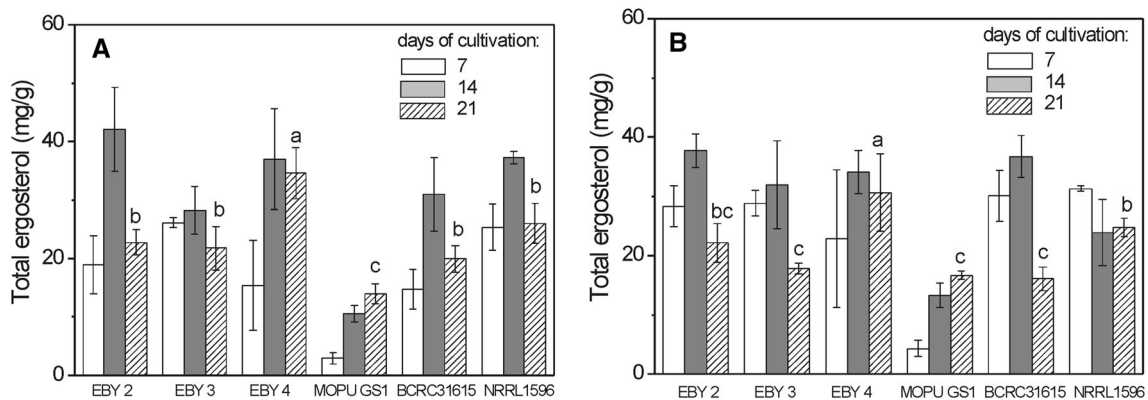 A
Total ergosterol (mg/g)
60
40
20
0
days of cultivation:
7
14
21
b
b
a
c
b
b
EBY 2 EBY 3 EBY 4 MOPU GS1 BCRC31615 NRRL1596
B
Total ergosterol (mg/g)
60
40
20
0
days of cultivation:
7
14
21
bc
c
a
c
c
b
EBY 2 EBY 3 EBY 4 MOPU GS1 BCRC31615 NRRL1596